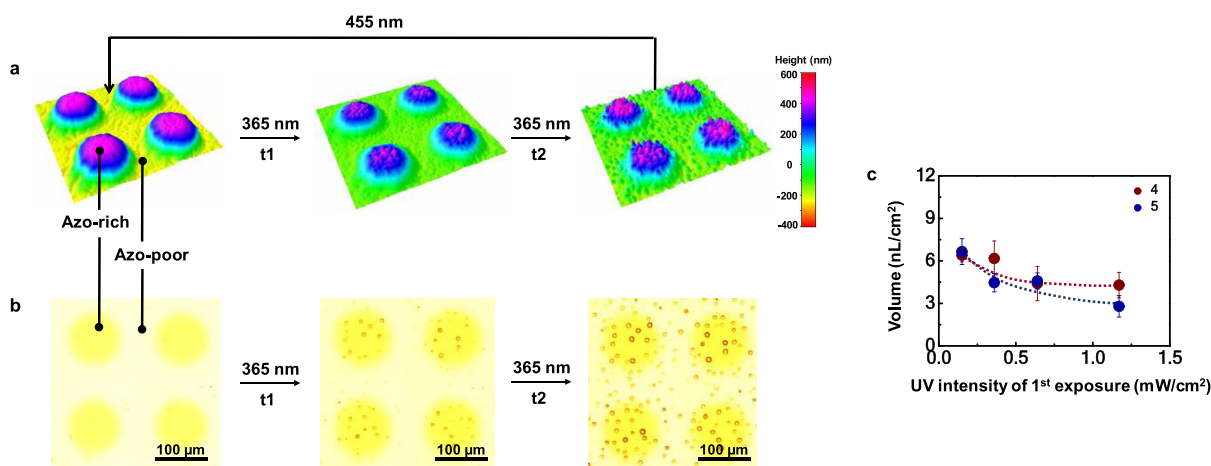 455 nm
a
Height (nm)
600
400
200
0
-200
-400
365 nm
t1
365 nm
t2
Azo-rich
Azo-poor
b
365 nm
t1
365 nm
t2
100 µm
100 µm
100 µm
c
4
5
12
9
6
3
0
0.0
0.5
1.0
1.5
Volume (nL/cm²)
UV intensity of 1ˢᵗ exposure (mW/cm²)